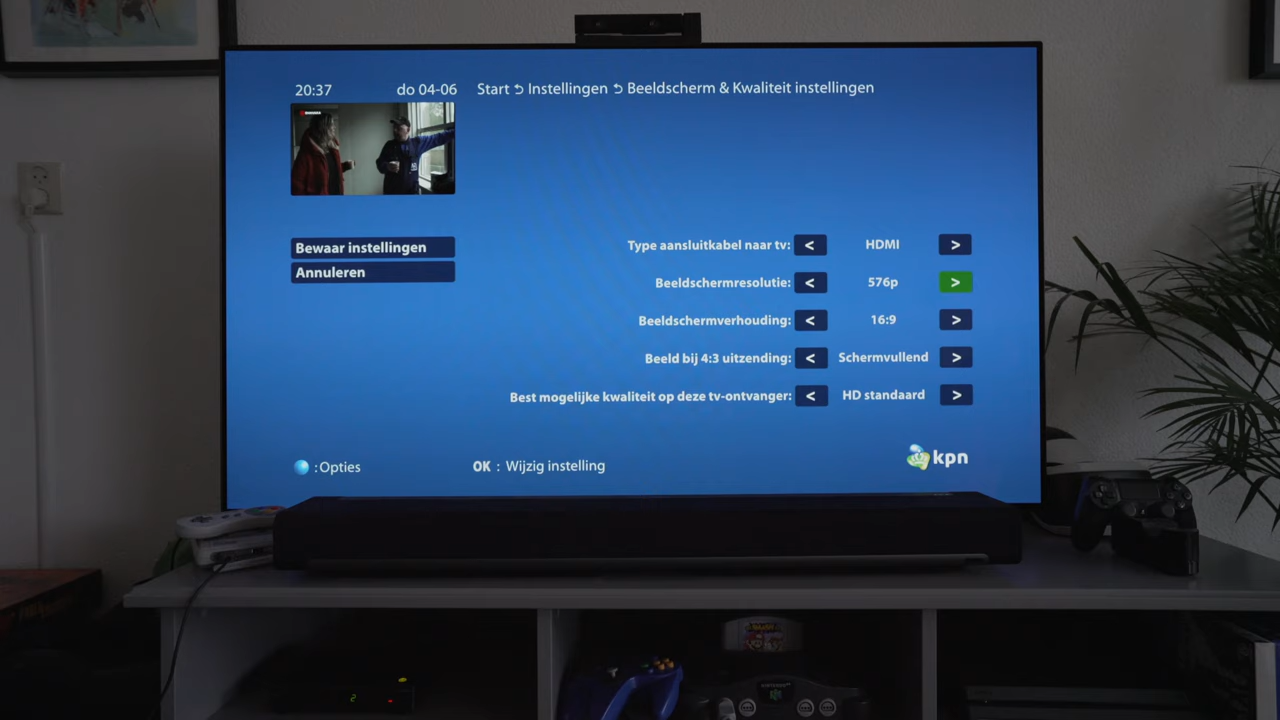 20:37 do 04-06 Start ⮌ Instellingen ⮌ Beeldscherm & Kwaliteit instellingen
Bewaar instellingen
Annuleren
Type aansluitkabel naar tv: < HDMI >
Beeldschermresolutie: < 576p >
Beeldschermverhouding: < 16:9 >
Beeld bij 4:3 uitzending: < Schermvullend >
Best mogelijke kwaliteit op deze tv-ontvanger: < HD standaard >
:Opties
OK : Wijzig instelling
kpn
2